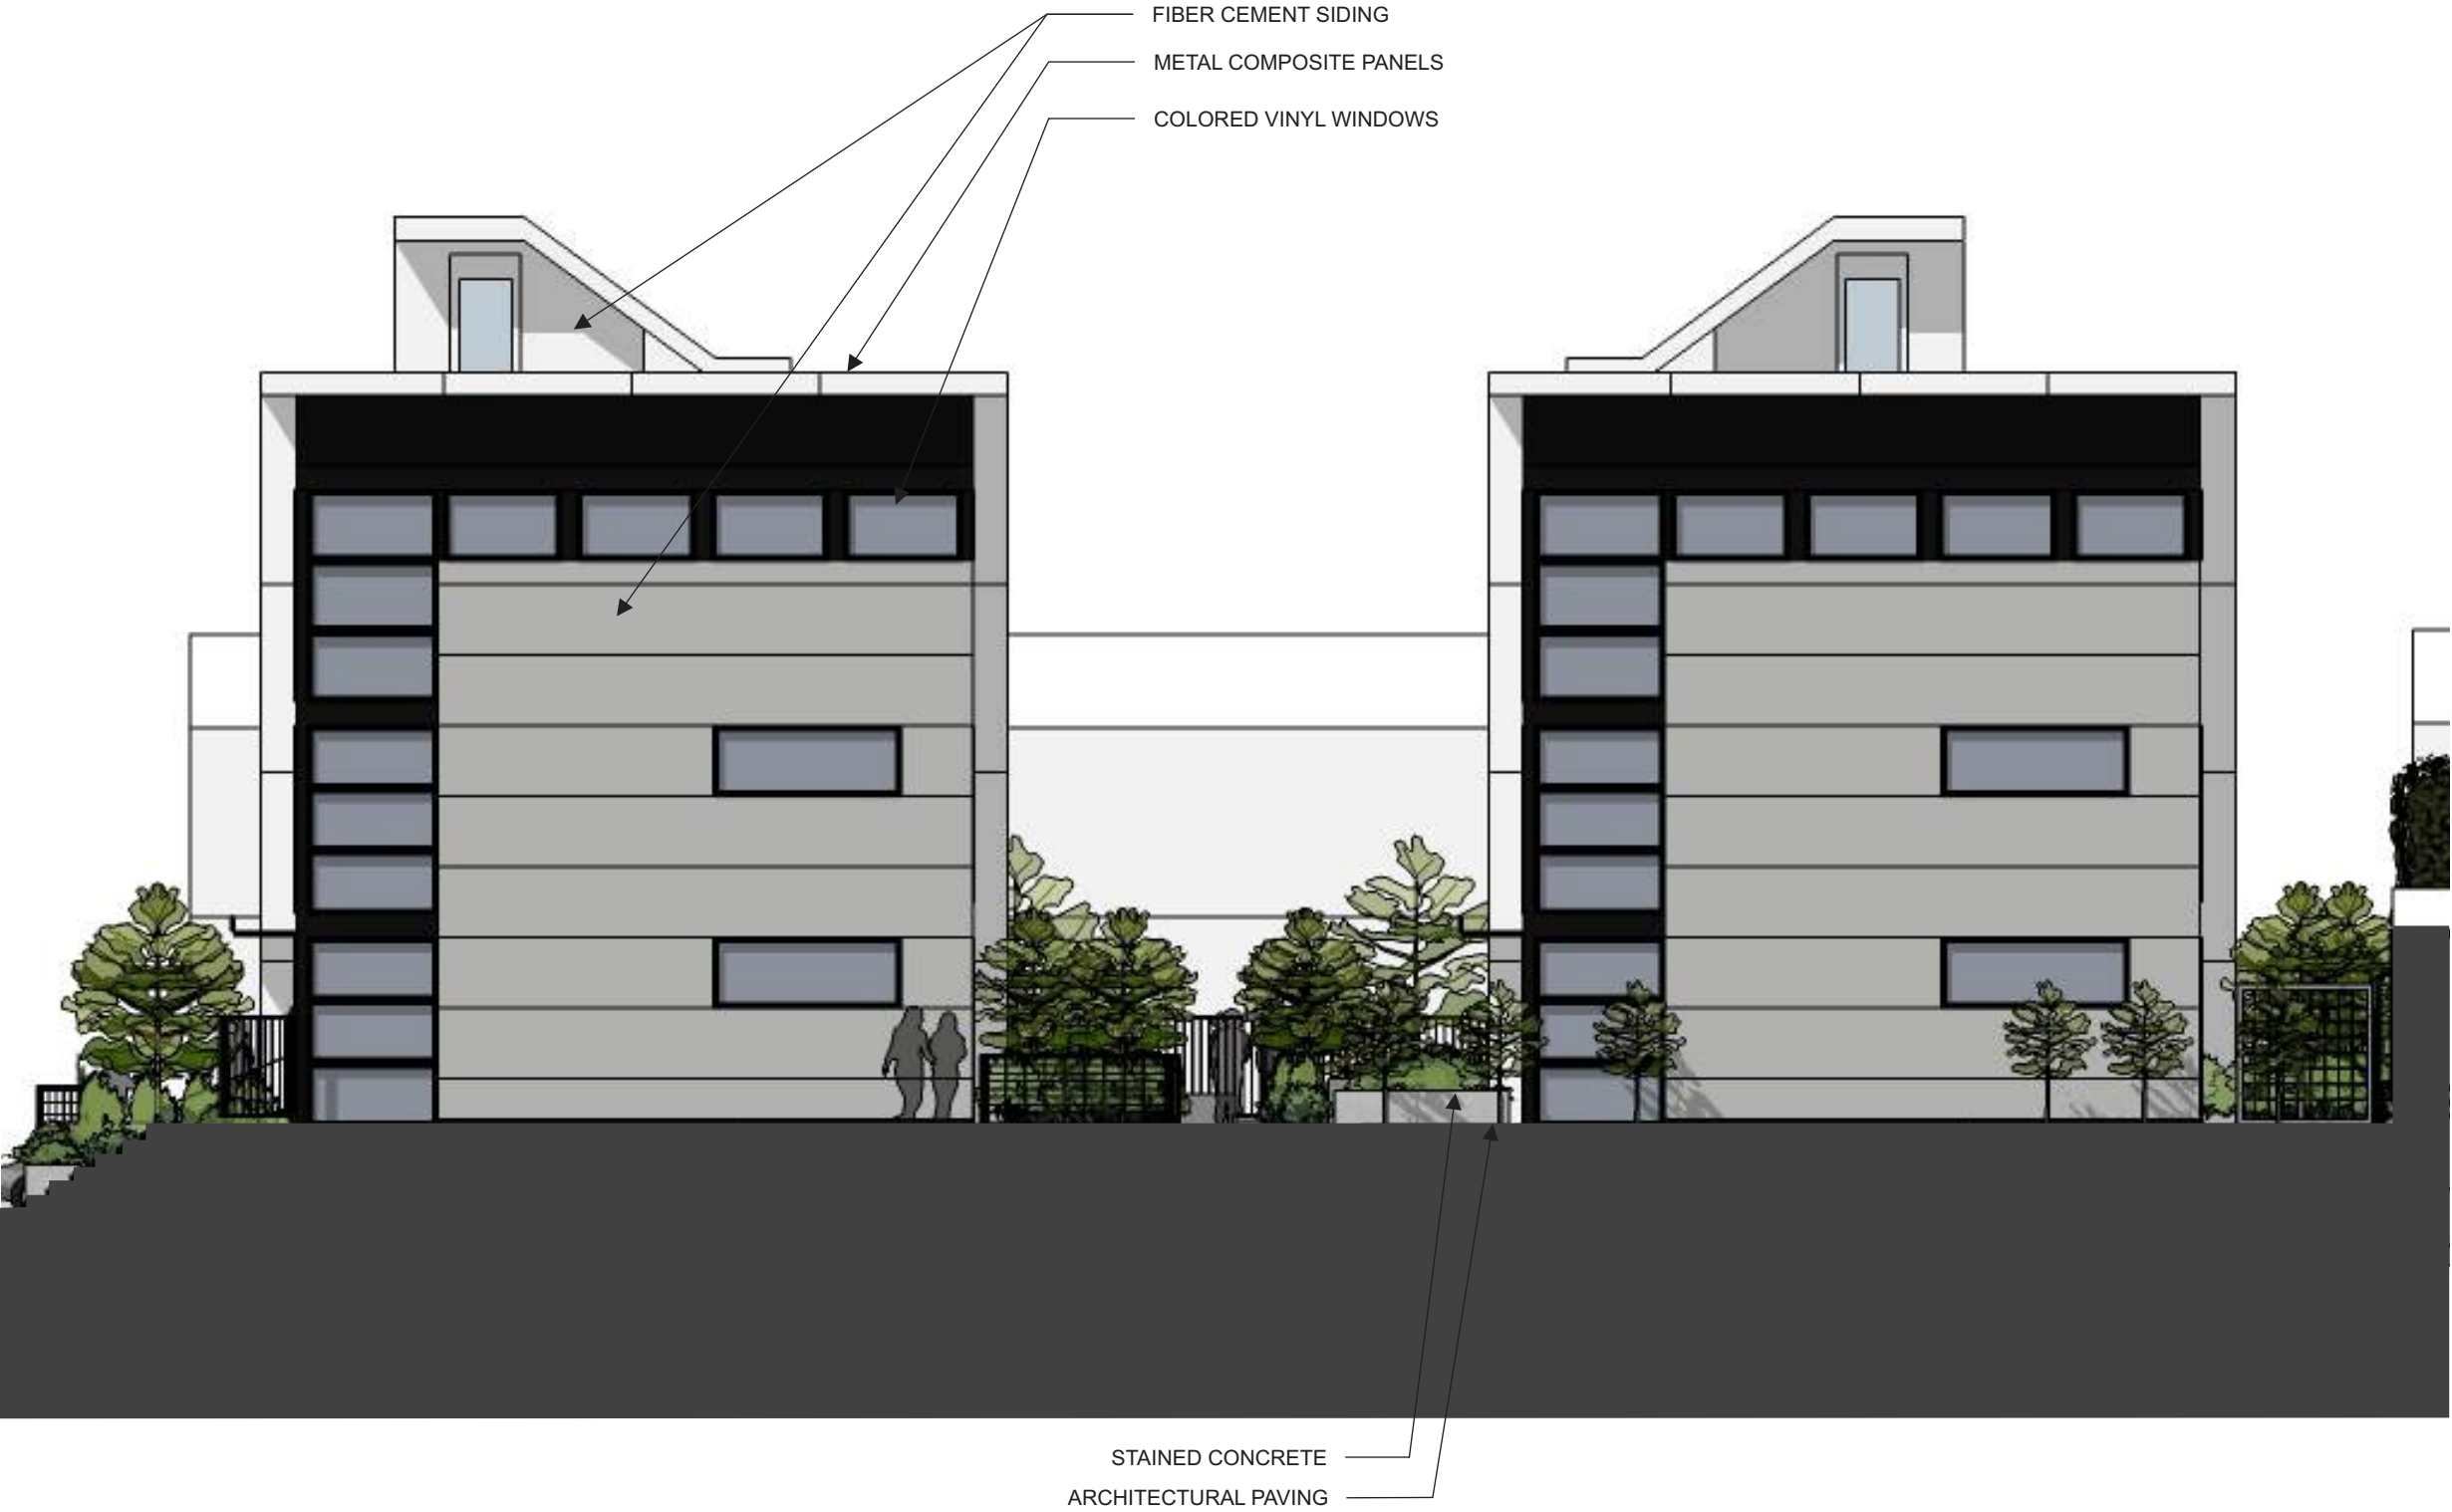 FIBER CEMENT SIDING
METAL COMPOSITE PANELS
COLORED VINYL WINDOWS
STAINED CONCRETE
ARCHITECTURAL PAVING